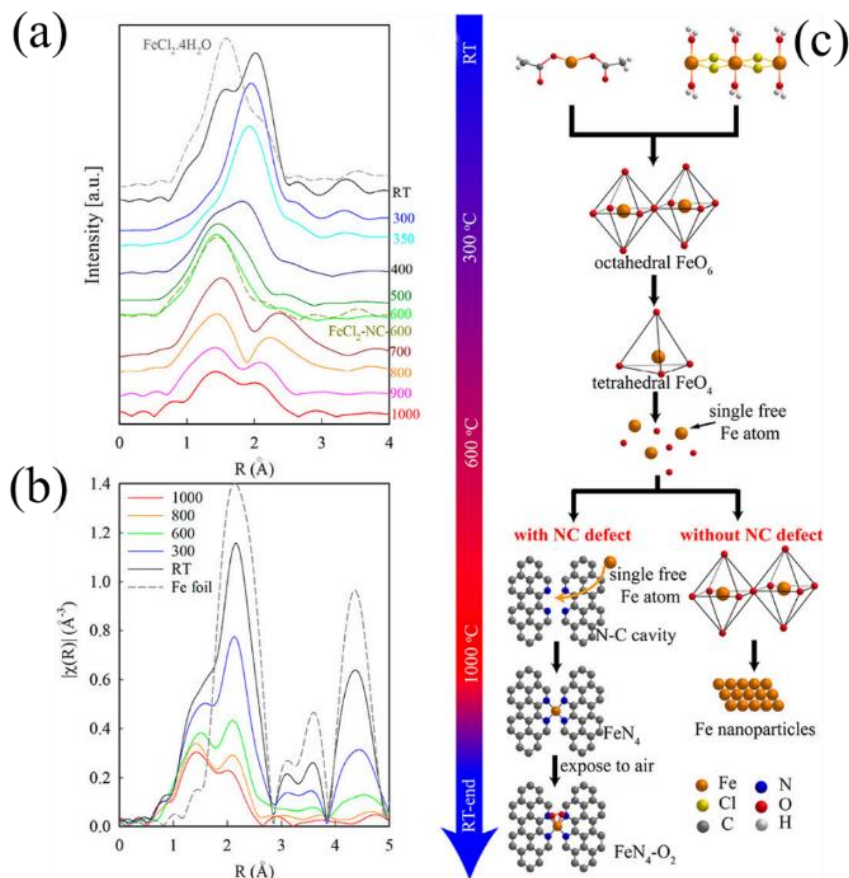 (a)
FeCl₂.4H₂O
Intensity [a.u.]
RT
300
350
400
500
600
FeCl₂-NC-600
700
800
900
1000
0 1 2 3 4
R (Å)
(b)
1.4
1.2
1.0
0.8
0.6
0.4
0.2
0.0
|χ(R)| (Å⁻³)
1000
800
600
300
RT
Fe foil
0 1 2 3 4 5
R (Å)
(c)
RT
300 °C
600 °C
1000 °C
RT-end
octahedral FeO₆
tetrahedral FeO₄
single free
Fe atom
with NC defect
without NC defect
single free
Fe atom
N-C cavity
FeN₄
Fe nanoparticles
expose to air
FeN₄-O₂
Fe
N
Cl
O
C
H